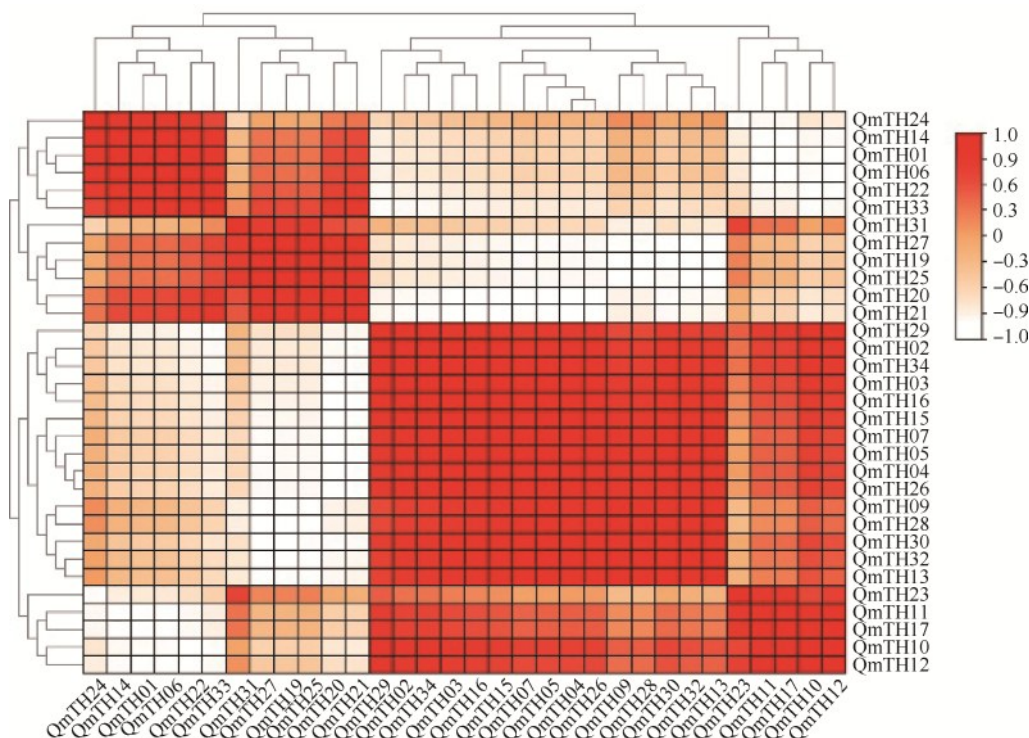 QmTH24
QmTH14
QmTH01
QmTH06
QmTH22
QmTH33
QmTH31
QmTH27
QmTH19
QmTH25
QmTH20
QmTH21
QmTH29
QmTH02
QmTH34
QmTH03
QmTH16
QmTH15
QmTH07
QmTH05
QmTH04
QmTH26
QmTH09
QmTH28
QmTH30
QmTH32
QmTH13
QmTH23
QmTH11
QmTH17
QmTH10
QmTH12
1.0
0.9
0.6
0.3
0
−0.3
−0.6
−0.9
−1.0
QmTH24
QmTH14
QmTH01
QmTH06
QmTH22
QmTH33
QmTH31
QmTH27
QmTH19
QmTH25
QmTH20
QmTH21
QmTH29
QmTH02
QmTH34
QmTH03
QmTH16
QmTH15
QmTH07
QmTH05
QmTH04
QmTH26
QmTH09
QmTH28
QmTH30
QmTH32
QmTH13
QmTH23
QmTH11
QmTH17
QmTH10
QmTH12